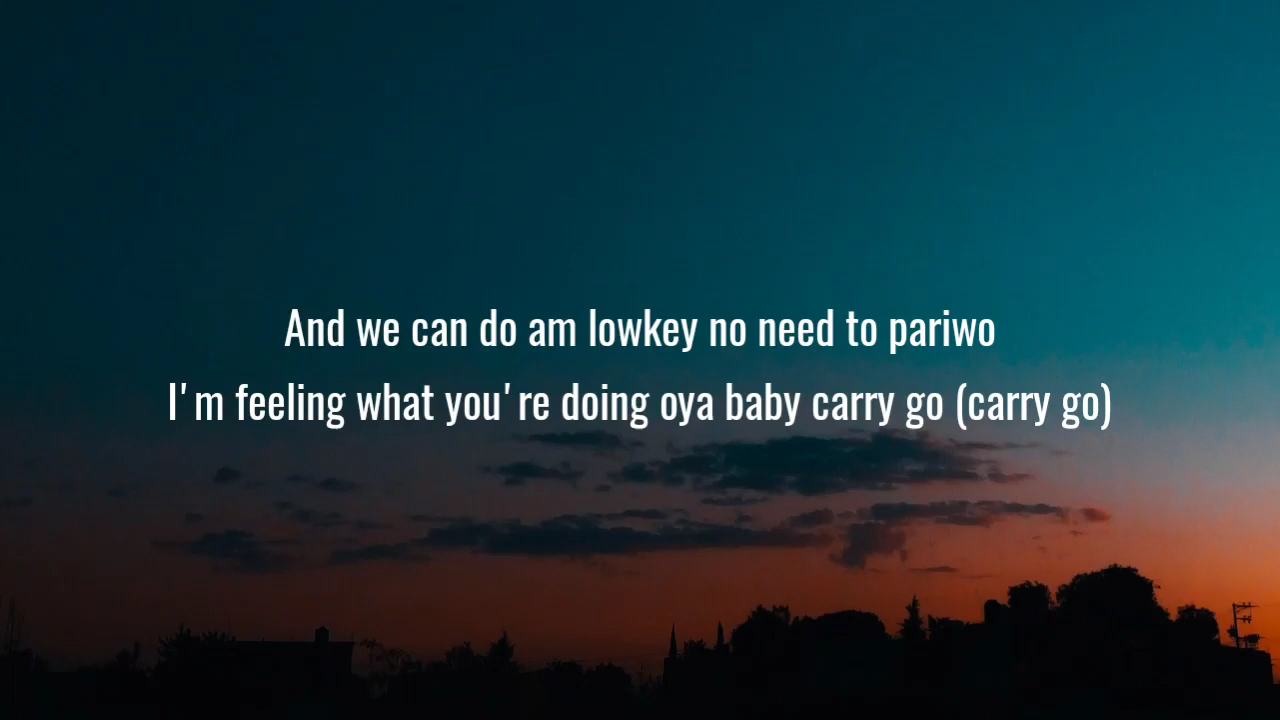 And we can do am lowkey no need to pariwo
I'm feeling what you're doing oya baby carry go (carry go)